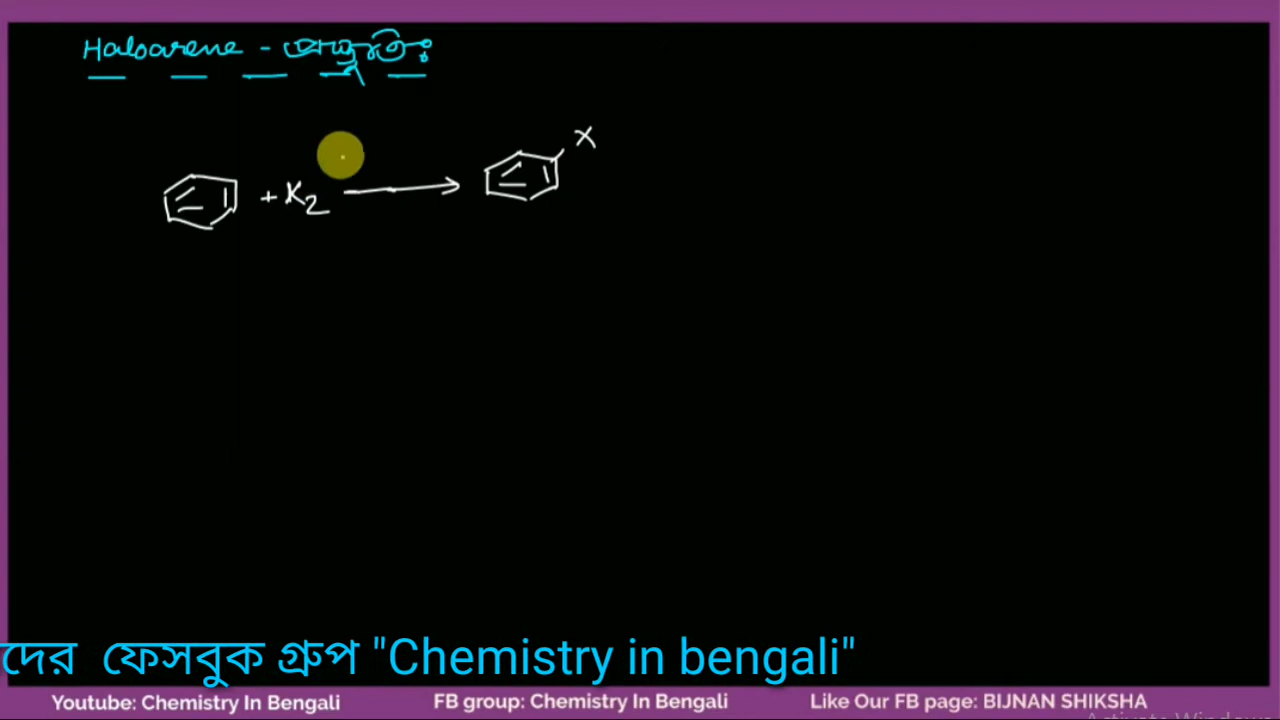 Haloarene - প্রস্তুতিঃ
X
+ X2
দের ফেসবুক গ্রুপ "Chemistry in bengali"
Youtube: Chemistry In Bengali FB group: Chemistry In Bengali Like Our FB page: BIJNAN SHIKSHA